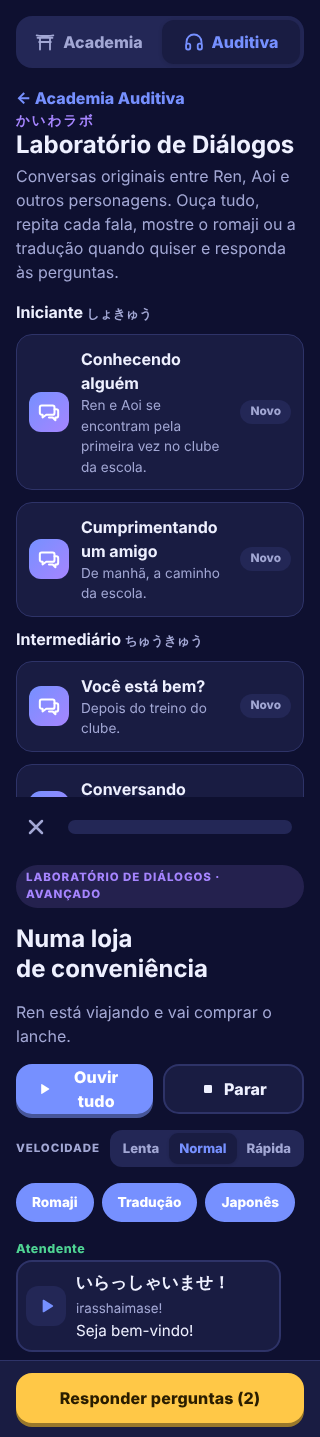 Academia
Auditiva
← Academia Auditiva
かいわラボ
Laboratório de Diálogos
Conversas originais entre Ren, Aoi e
outros personagens. Ouça tudo,
repita cada fala, mostre o romaji ou a
tradução quando quiser e responda
às perguntas.
Iniciante しょきゅう
Conhecendo
alguém
Ren e Aoi se
encontram pela
primeira vez no clube
da escola.
Novo
Cumprimentando
um amigo
De manhã, a caminho
da escola.
Novo
Intermediário ちゅうきゅう
Você está bem?
Depois do treino do
clube.
Novo
Conversando
LABORATÓRIO DE DIÁLOGOS ·
AVANÇADO
Numa loja
de conveniência
Ren está viajando e vai comprar o
lanche.
Ouvir
tudo
Parar
VELOCIDADE
Lenta
Normal
Rápida
Romaji
Tradução
Japonês
Atendente
いらっしゃいませ！
irasshaimase!
Seja bem-vindo!
Responder perguntas (2)